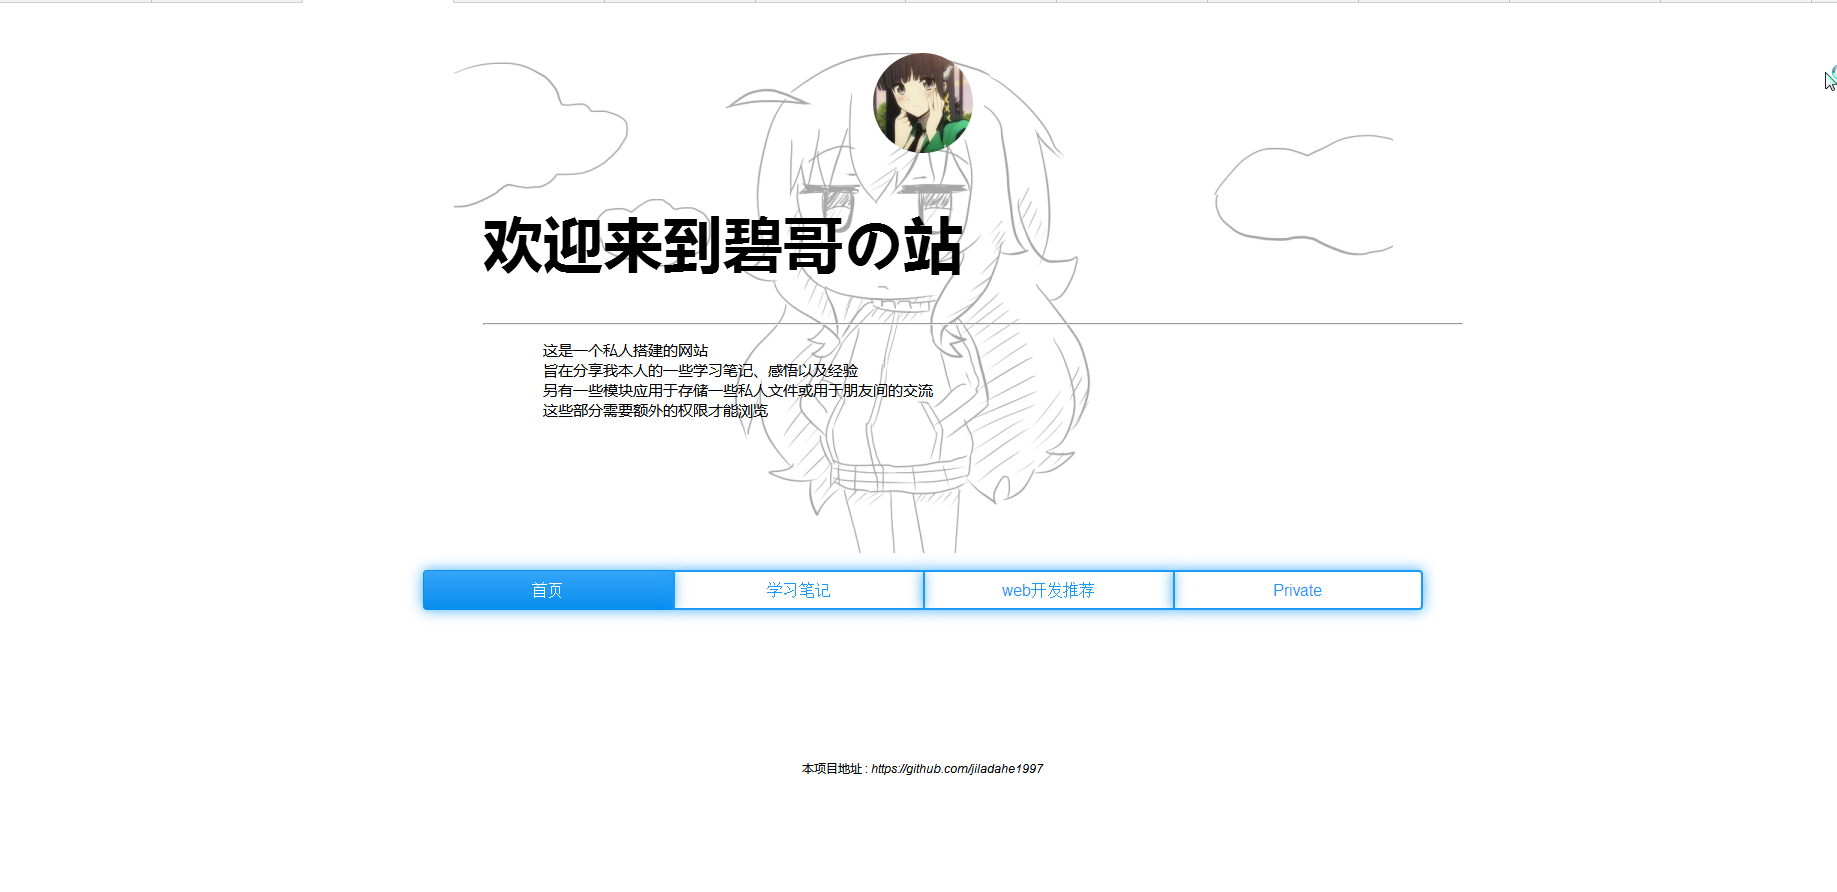 欢迎来到碧哥の站
这是一个私人搭建的网站
旨在分享我本人的一些学习笔记、感悟以及经验
另有一些模块应用于存储一些私人文件或用于朋友间的交流
这些部分需要额外的权限才能浏览
首页
学习笔记
web开发推荐
Private
本项目地址 : https://github.com/jiladahe1997